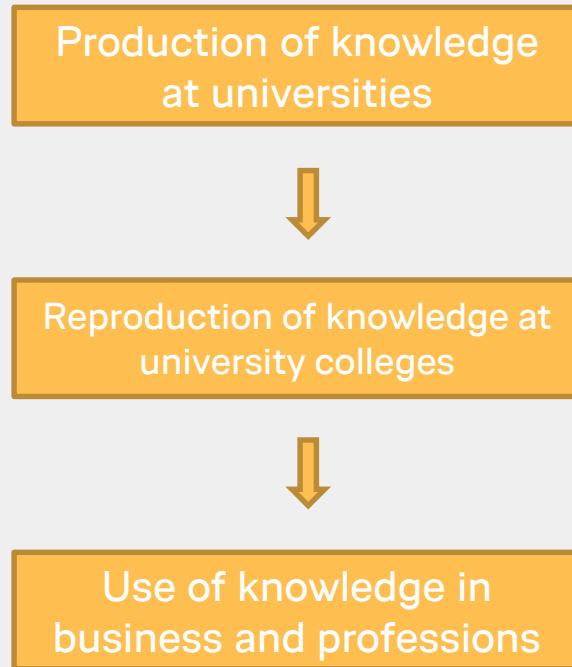 Production of knowledge
at universities
Reproduction of knowledge at
university colleges
Use of knowledge in
business and professions